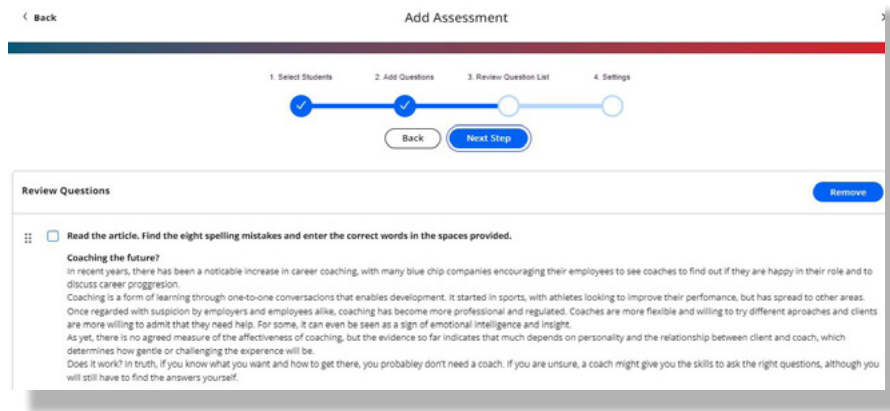 Back
Add Assessment
1. Select Students 2. Add Questions 3. Review Question List 4. Settings
Back Next Step
Review Questions Remove
Read the article. Find the eight spelling mistakes and enter the correct words in the spaces provided.
Coaching the future?
In recent years, there has been a noticable increase in career coaching, with many blue chip companies encouraging their employees to see coaches to find out if they are happy in their role and to
discuss career proggresion.
Coaching is a form of learning through one-to-one conversacions that enables development. It started in sports, with athletes looking to improve their perfomance, but has spread to other areas.
Once regarded with suspicion by employers and employees alike, coaching has become more professional and regulated. Coaches are more flexible and willing to try different aproaches and clients
are more willing to admit that they need help. For some, it can even be seen as a sign of emotional intelligence and insight.
As yet, there is no agreed measure of the affectiveness of coaching, but the evidence so far indicates that much depends on personality and the relationship between client and coach, which
determines how gentle or challenging the experence will be.
Does it work? In truth, if you know what you want and how to get there, you probabley don't need a coach. If you are unsure, a coach might give you the skills to ask the right questions, although you
will still have to find the answers yourself.